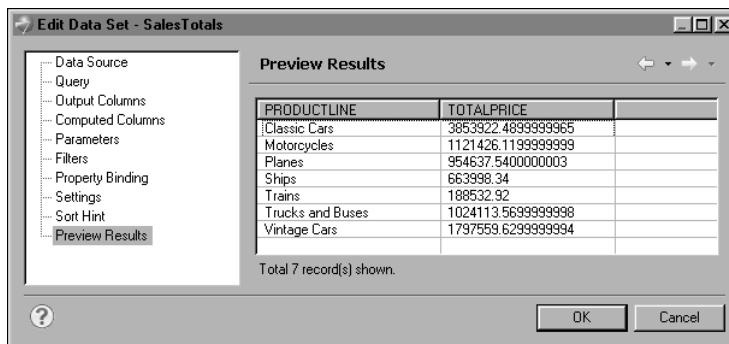 Edit Data Set - SalesTotals
Data Source
Query
Output Columns
Computed Columns
Parameters
Filters
Property Binding
Settings
Sort Hint
Preview Results
Preview Results
PRODUCTLINE TOTALPRICE
Classic Cars 3853922.4899999965
Motorcycles 1121426.1199999999
Planes 954637.5400000003
Ships 663998.34
Trains 188532.92
Trucks and Buses 1024113.5699999998
Vintage Cars 1797559.6299999994
Total 7 record(s) shown.
?
OK Cancel